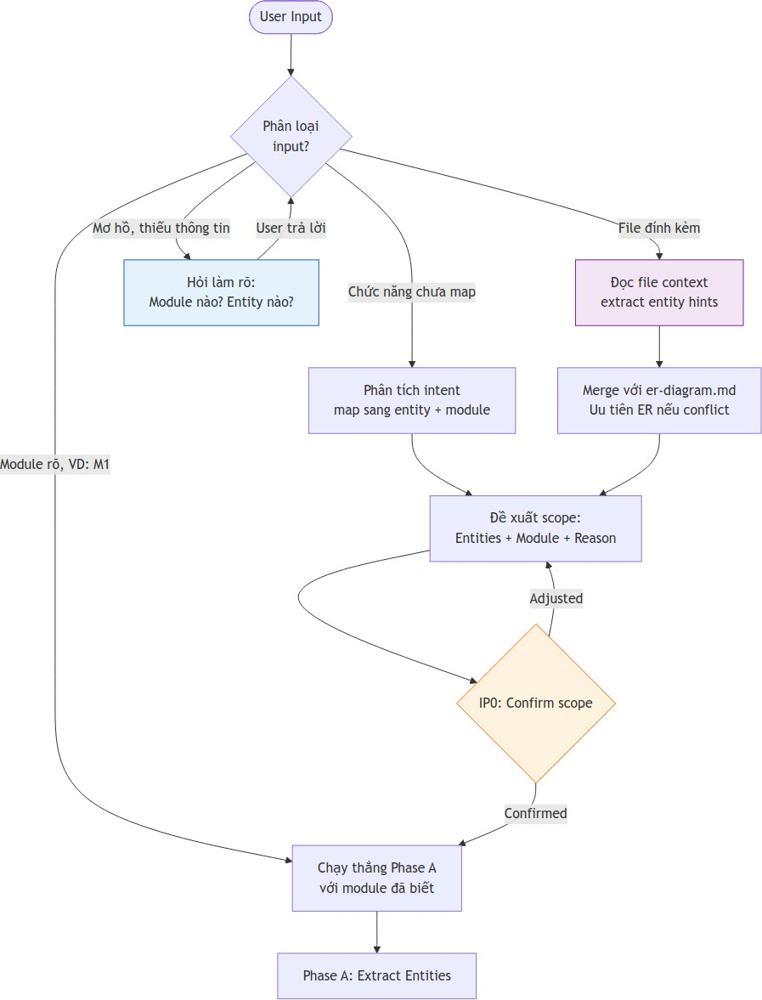 User Input
Phân loại
input?
Mơ hồ, thiếu thông tin
User trả lời
File đính kèm
Hỏi làm rõ:
Module nào? Entity nào?
Đọc file context
extract entity hints
Chức năng chưa map
Phân tích intent
map sang entity + module
Merge với er-diagram.md
Ưu tiên ER nếu conflict
Module rõ, VD: M1
Đề xuất scope:
Entities + Module + Reason
Adjusted
IP0: Confirm scope
Confirmed
Chạy thẳng Phase A
với module đã biết
Phase A: Extract Entities